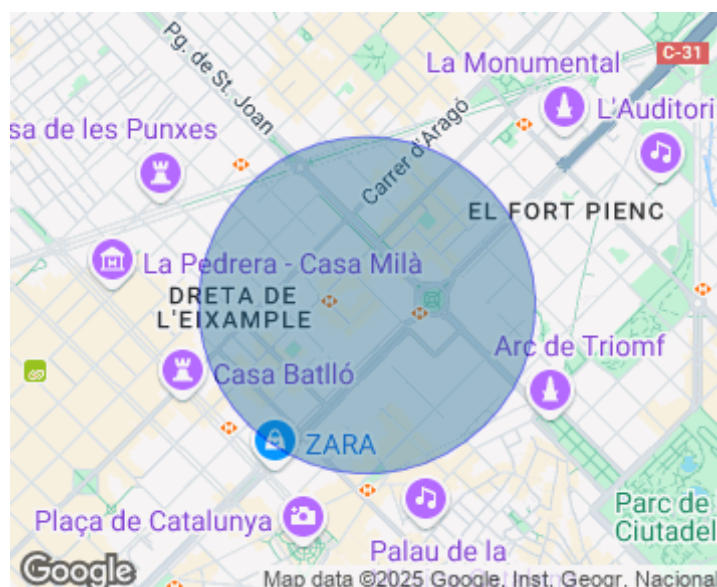 C-31
La Monumental
Pg. de St. Joan
L'Auditori
sa de les Punxes
Carrer d'Aragó
EL FORT PIENC
La Pedrera - Casa Milà
DRETA DE
L'EIXAMPLE
Arc de Triomf
Casa Batlló
ZARA
Parc de
Ciutadel
Plaça de Catalunya
Palau de la
Google
Map data ©2025 Google, Inst. Geogr. Nacional